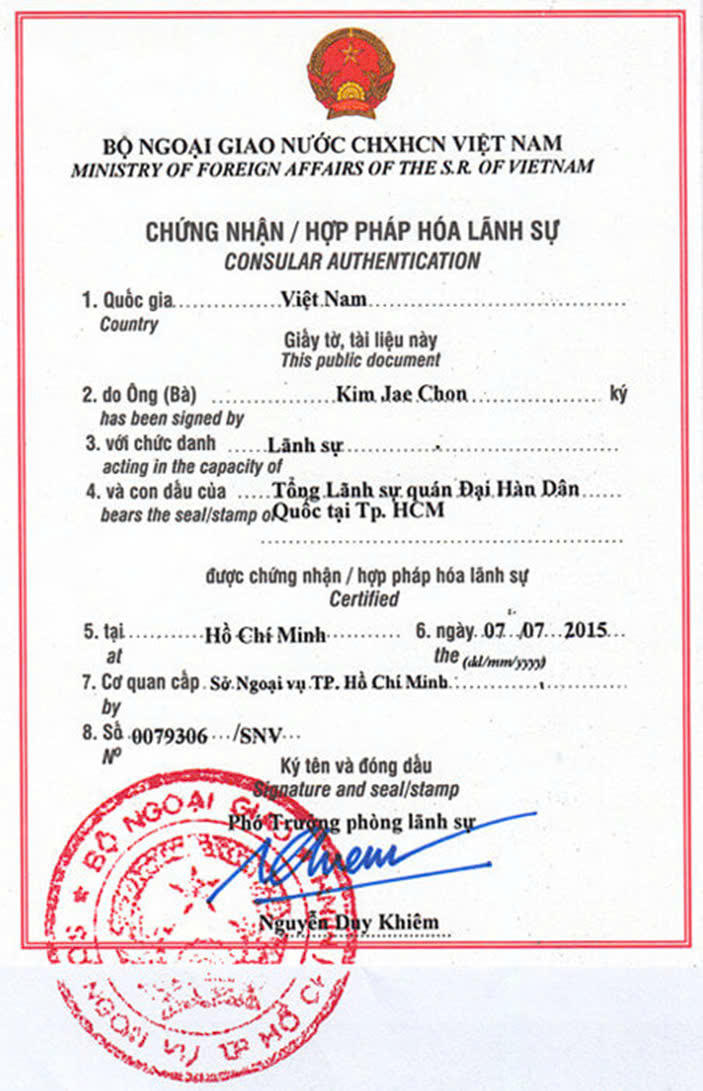 BỘ NGOẠI GIAO NƯỚC CHXHCN VIỆT NAM
MINISTRY OF FOREIGN AFFAIRS OF THE S.R. OF VIETNAM
CHỨNG NHẬN / HỢP PHÁP HÓA LÃNH SỰ
CONSULAR AUTHENTICATION
1. Quốc gia Việt Nam
Country
Giấy tờ, tài liệu này
This public document
2. do Ông (Bà) Kim Jae Chon ký
has been signed by
3. với chức danh Lãnh sự
acting in the capacity of
4. và con dấu của Tổng Lãnh sự quán Đại Hàn Dân
bears the seal/stamp of Quốc tại Tp. HCM
được chứng nhận / hợp pháp hóa lãnh sự
Certified
5. tại Hồ Chí Minh 6. ngày 07 /07 2015
at the (dd/mm/yyyy)
7. Cơ quan cấp Sở Ngoại vụ TP. Hồ Chí Minh
by
8. Số 0079306 /SNV
Nº
Ký tên và đóng dấu
Signature and seal/stamp
Phó Trưởng phòng lãnh sự
Khiem
Nguyễn Duy Khiêm
BỘ NGOẠI GIAO
NGOẠI VỤ TP HỒ CH